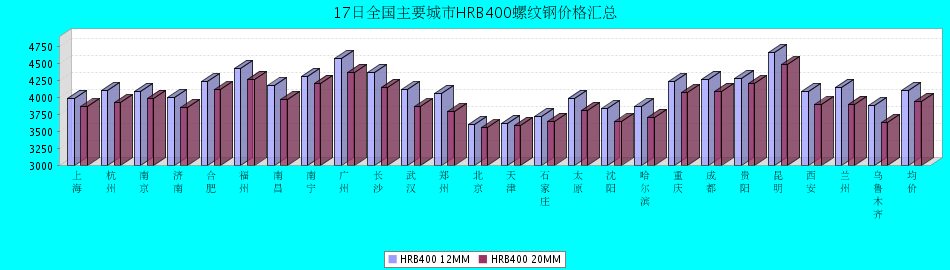 17日全国主要城市HRB400螺纹钢价格汇总
4750
4500
4250
4000
3750
3500
3250
3000
上海
杭州
南京
济南
合肥
福州
南昌
南宁
广州
长沙
武汉
郑州
北京
天津
石家庄
太原
沈阳
哈尔滨
重庆
成都
贵阳
昆明
西安
兰州
乌鲁木齐
均价
HRB400 12MM HRB400 20MM